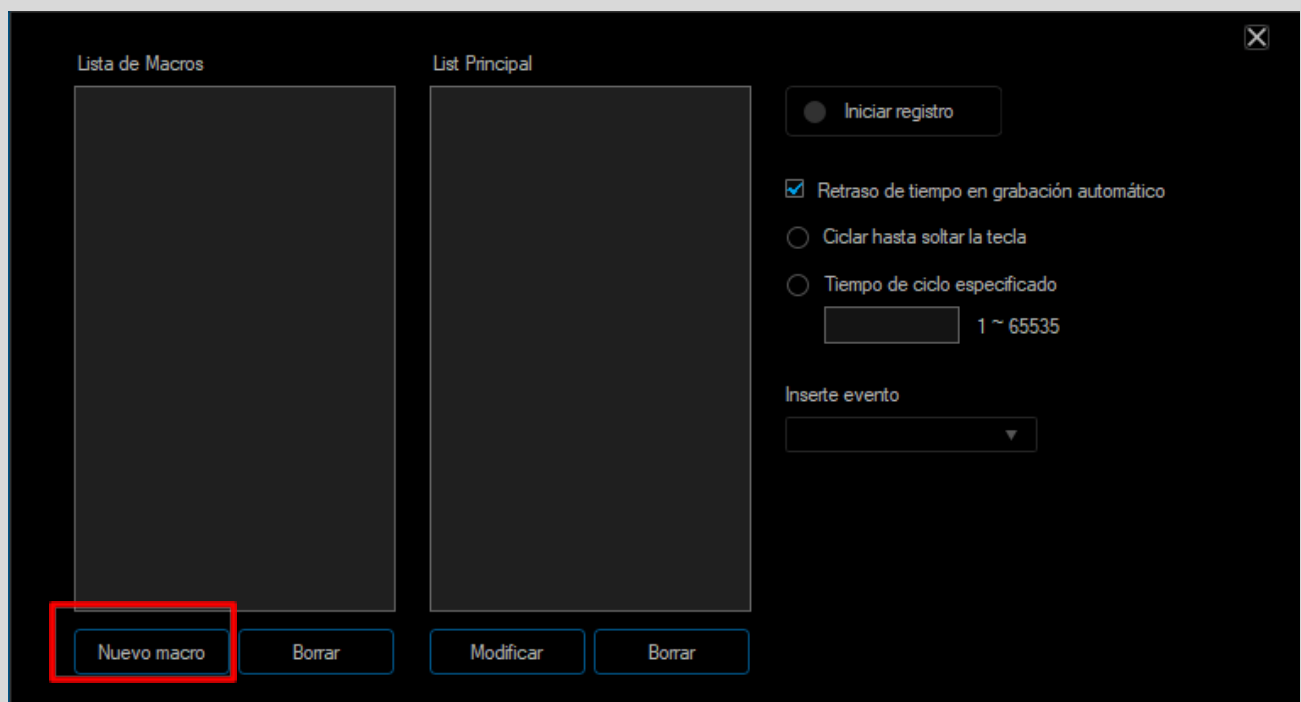 Lista de Macros
List Principal
Iniciar registro
Retraso de tiempo en grabación automático
Ciclar hasta soltar la tecla
Tiempo de ciclo especificado
1 ~ 65535
Inserte evento
Nuevo macro
Borrar
Modificar
Borrar